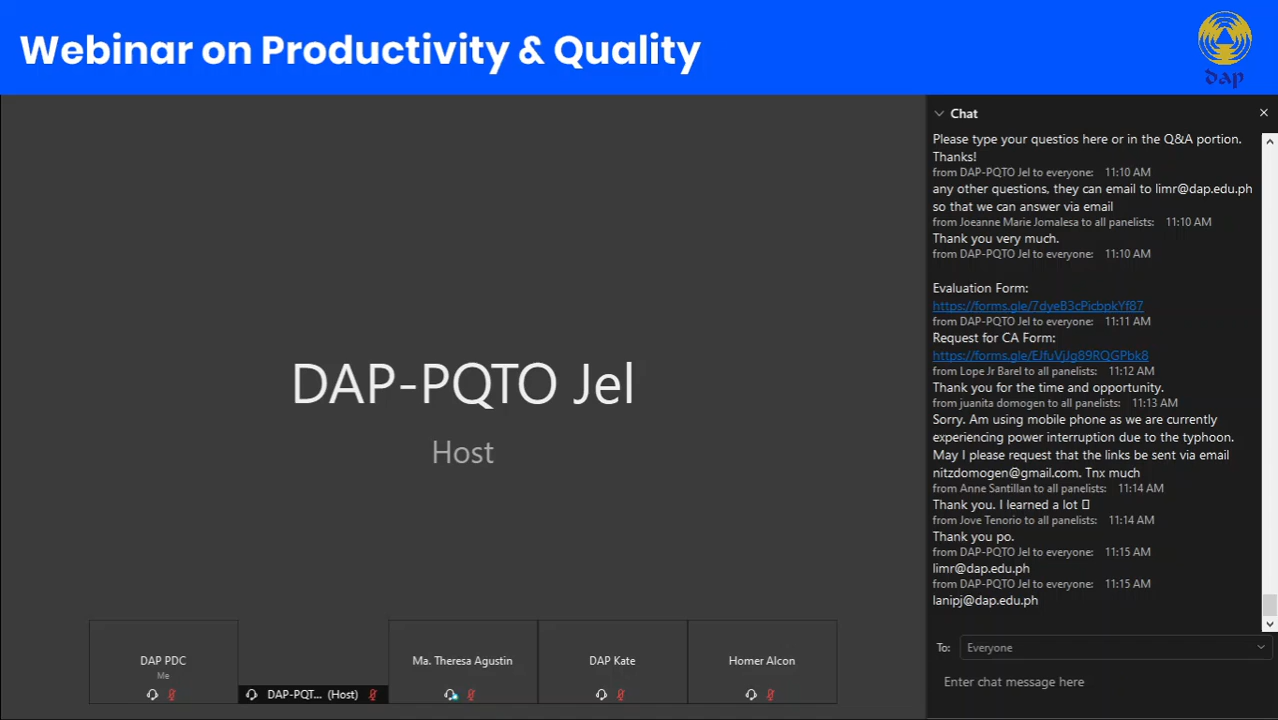 Webinar on Productivity & Quality
dap
Chat
Please type your questios here or in the Q&A portion.
Thanks!
from DAP-PQTO Jel to everyone: 11:10 AM
any other questions, they can email to limr@dap.edu.ph
so that we can answer via email
from Joeanne Marie Jomalesa to all panelists: 11:10 AM
Thank you very much.
from DAP-PQTO Jel to everyone: 11:10 AM
Evaluation Form:
https://forms.gle/7dyeB3cPicbpkYf87
from DAP-PQTO Jel to everyone: 11:11 AM
Request for CA Form:
https://forms.gle/EJfuVjJg89RQGPbk8
from Lope Jr Barel to all panelists: 11:12 AM
Thank you for the time and opportunity.
from juanita domogen to all panelists: 11:13 AM
Sorry. Am using mobile phone as we are currently
experiencing power interruption due to the typhoon.
May I please request that the links be sent via email
nitzdomogen@gmail.com. Tnx much
from Anne Santillan to all panelists: 11:14 AM
Thank you. I learned a lot
from Jove Tenorio to all panelists: 11:14 AM
Thank you po.
from DAP-PQTO Jel to everyone: 11:15 AM
limr@dap.edu.ph
from DAP-PQTO Jel to everyone: 11:15 AM
lanipj@dap.edu.ph
To: Everyone
Enter chat message here
DAP-PQTO Jel
Host
DAP PDC
Me
DAP-PQT... (Host)
Ma. Theresa Agustin
DAP Kate
Homer Alcon